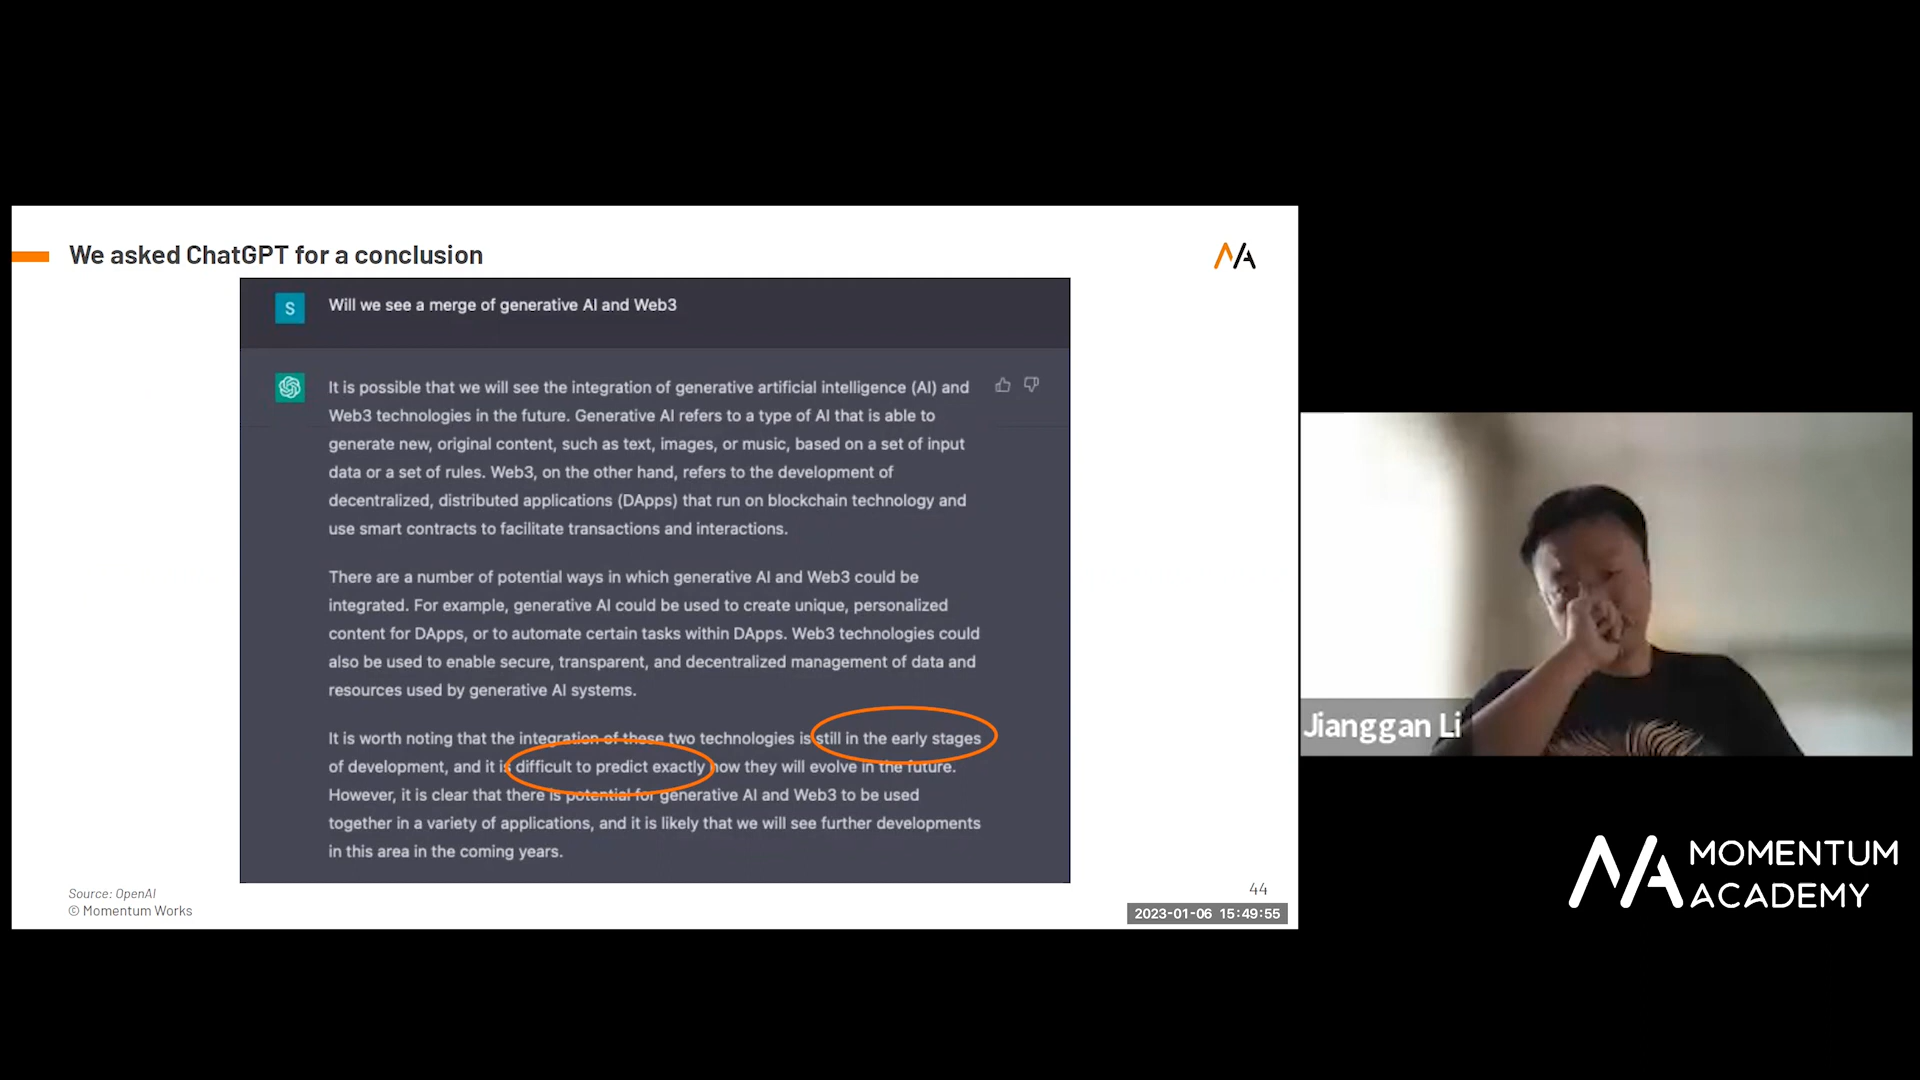 We asked ChatGPT for a conclusion
S
Will we see a merge of generative AI and Web3
It is possible that we will see the integration of generative artificial intelligence (AI) and
Web3 technologies in the future. Generative AI refers to a type of AI that is able to
generate new, original content, such as text, images, or music, based on a set of input
data or a set of rules. Web3, on the other hand, refers to the development of
decentralized, distributed applications (DApps) that run on blockchain technology and
use smart contracts to facilitate transactions and interactions.
There are a number of potential ways in which generative AI and Web3 could be
integrated. For example, generative AI could be used to create unique, personalized
content for DApps, or to automate certain tasks within DApps. Web3 technologies could
also be used to enable secure, transparent, and decentralized management of data and
resources used by generative AI systems.
It is worth noting that the integration of these two technologies is still in the early stages
of development, and it is difficult to predict exactly how they will evolve in the future.
However, it is clear that there is potential for generative AI and Web3 to be used
together in a variety of applications, and it is likely that we will see further developments
in this area in the coming years.
Source: OpenAI
© Momentum Works
44
2023-01-06 15:49:55
Jianggan Li
MOMENTUM
ACADEMY